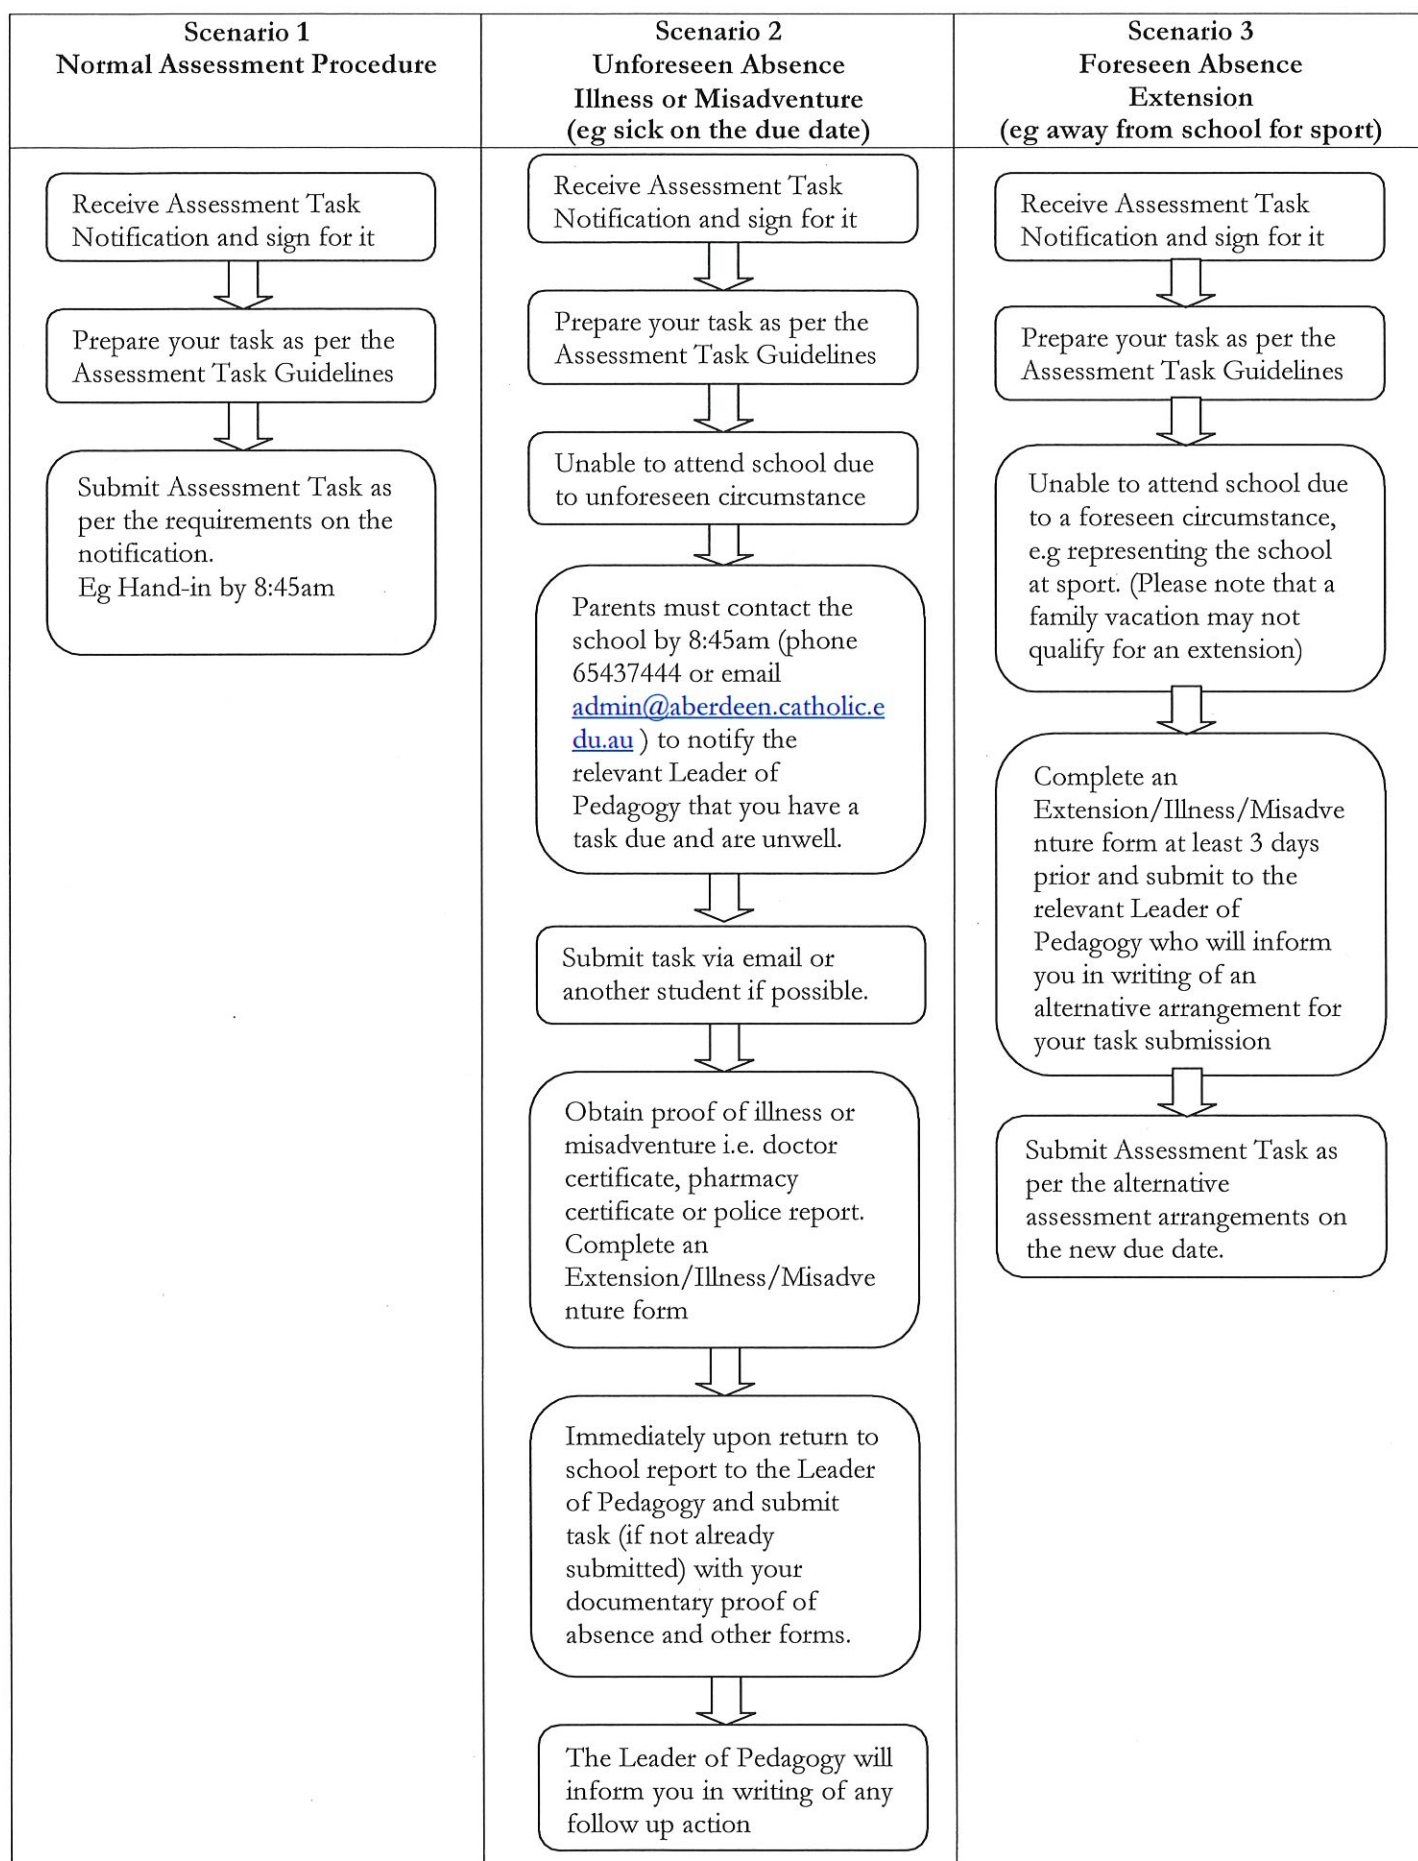 Scenario 1
Normal Assessment Procedure
Receive Assessment Task
Notification and sign for it
Prepare your task as per the
Assessment Task Guidelines
Submit Assessment Task as
per the requirements on the
notification.
Eg Hand-in by 8:45am
Scenario 2
Unforeseen Absence
Illness or Misadventure
(eg sick on the due date)
Receive Assessment Task
Notification and sign for it
Prepare your task as per the
Assessment Task Guidelines
Unable to attend school due
to unforeseen circumstance
Parents must contact the
school by 8:45am (phone
65437444 or email
admin@aberdeen.catholic.e
du.au ) to notify the
relevant Leader of
Pedagogy that you have a
task due and are unwell.
Submit task via email or
another student if possible.
Obtain proof of illness or
misadventure i.e. doctor
certificate, pharmacy
certificate or police report.
Complete an
Extension/Illness/Misadve
nture form
Immediately upon return to
school report to the Leader
of Pedagogy and submit
task (if not already
submitted) with your
documentary proof of
absence and other forms.
The Leader of Pedagogy will
inform you in writing of any
follow up action
Scenario 3
Foreseen Absence
Extension
(eg away from school for sport)
Receive Assessment Task
Notification and sign for it
Prepare your task as per the
Assessment Task Guidelines
Unable to attend school due
to a foreseen circumstance,
e.g representing the school
at sport. (Please note that a
family vacation may not
qualify for an extension)
Complete an
Extension/Illness/Misadve
nture form at least 3 days
prior and submit to the
relevant Leader of
Pedagogy who will inform
you in writing of an
alternative arrangement for
your task submission
Submit Assessment Task as
per the alternative
assessment arrangements on
the new due date.